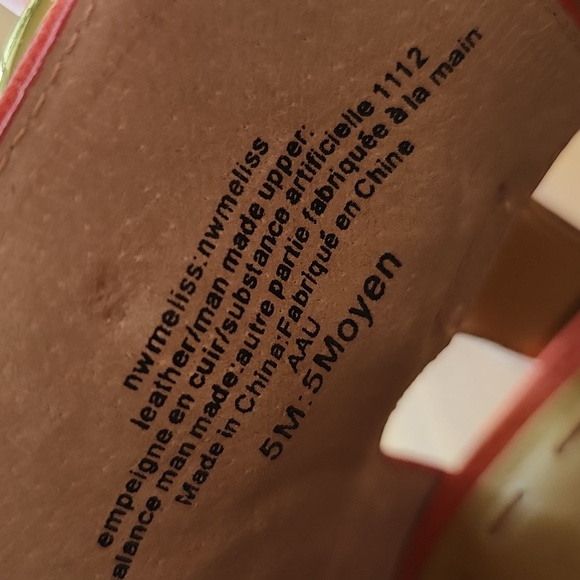 nwmeliss:nwmeliss
leather/man made upper:
empeigne en cuir/substance artificielle 1112
alance man made:autre partie fabriquée à la main
Made in China:Fabriqué en Chine
AAU
5M:5Moyen